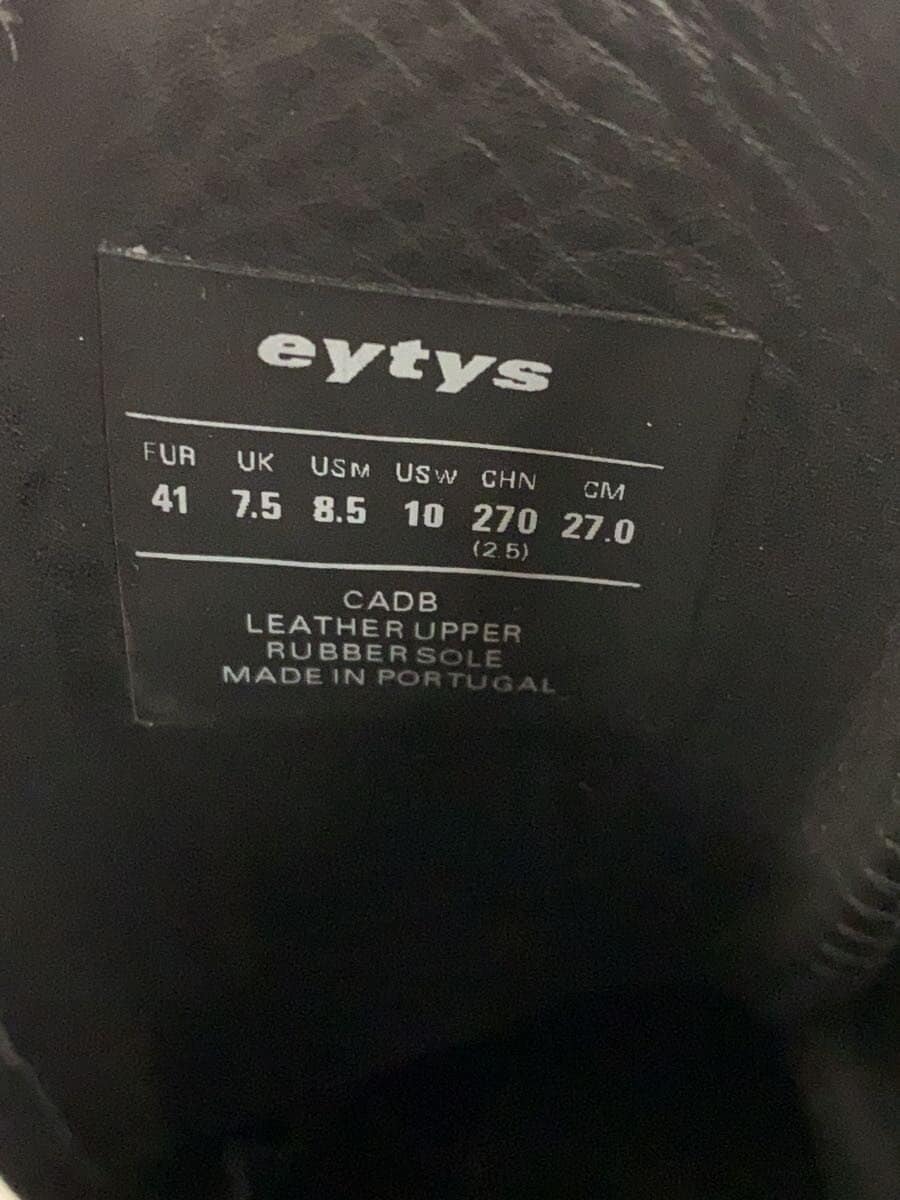 eytys
EUR UK USM USW CHN CM
41 7.5 8.5 10 270 27.0
(2.5)
CADB
LEATHER UPPER
RUBBER SOLE
MADE IN PORTUGAL